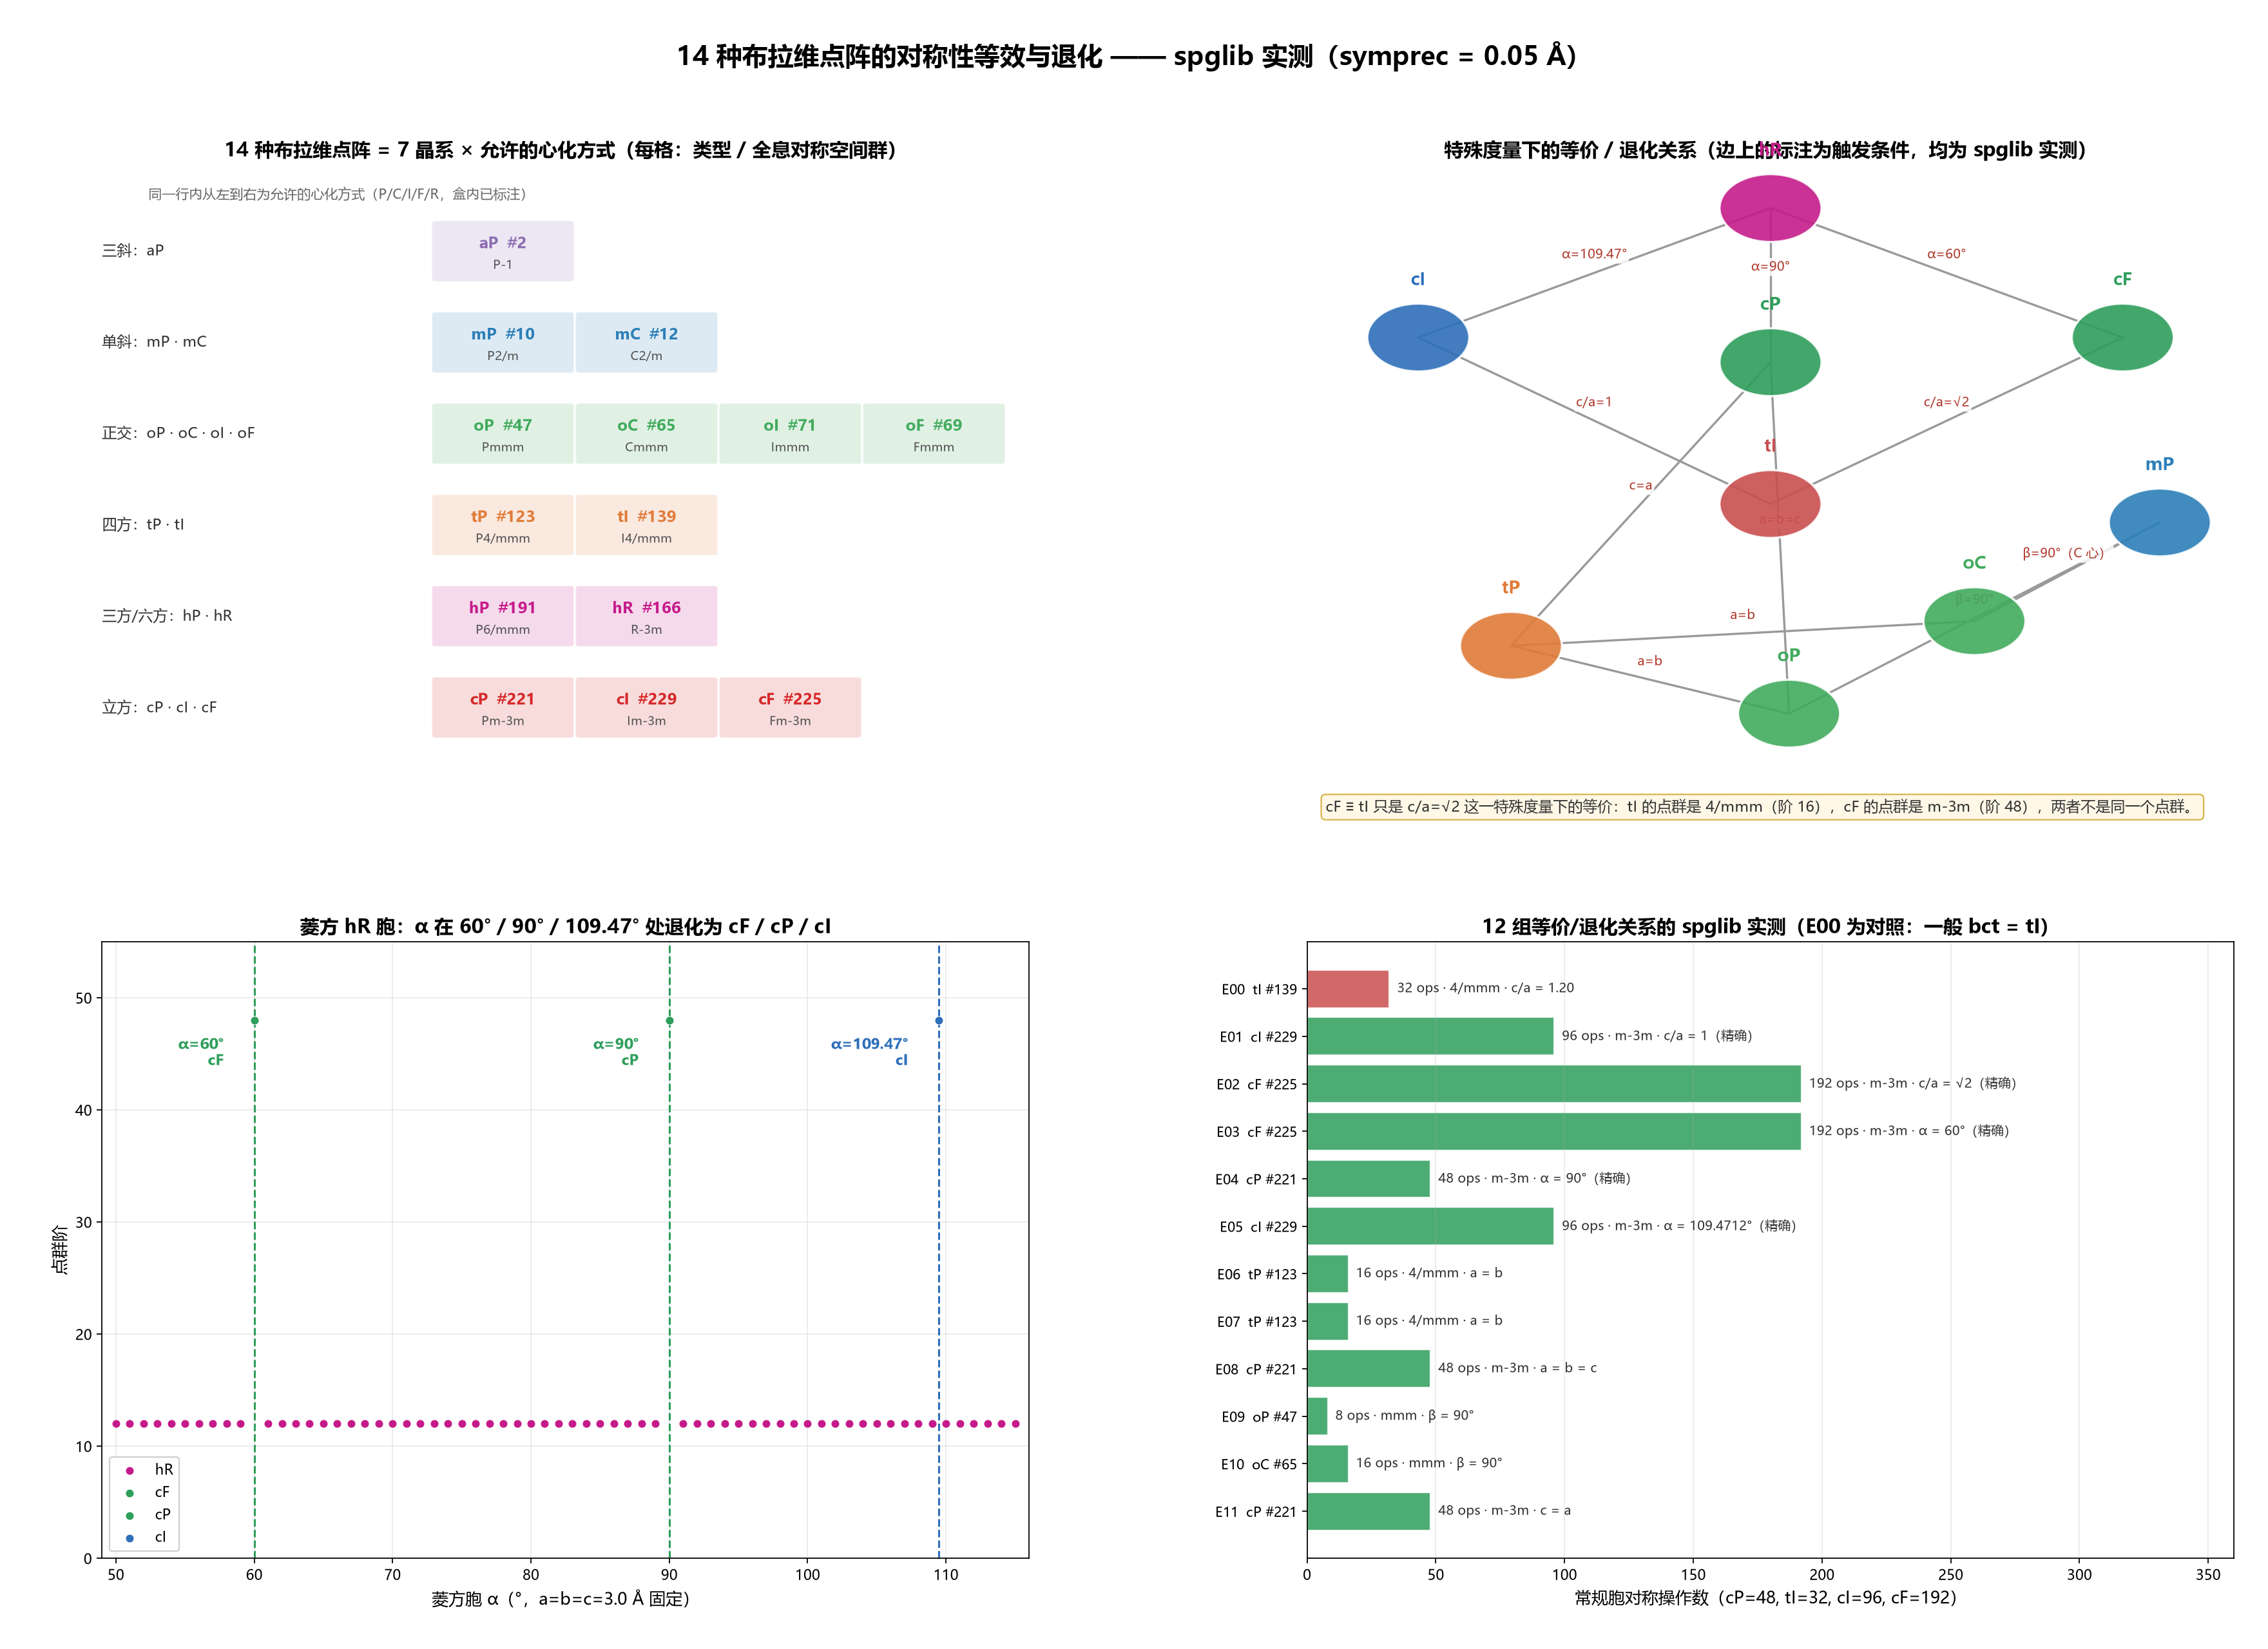 14 种布拉维点阵的对称性等效与退化 —— spglib 实测（symprec = 0.05 Å）
14 种布拉维点阵 = 7 晶系 × 允许的心化方式（每格：类型 / 全息对称空间群）
同一行内从左到右为允许的心化方式（P/C/I/F/R，盒内已标注）
三斜：aP
aP #2
P-1
单斜：mP · mC
mP #10
P2/m
mC #12
C2/m
正交：oP · oC · oI · oF
oP #47
Pmmm
oC #65
Cmmm
oI #71
Immm
oF #69
Fmmm
四方：tP · tI
tP #123
P4/mmm
tI #139
I4/mmm
三方/六方：hP · hR
hP #191
P6/mmm
hR #166
R-3m
立方：cP · cI · cF
cP #221
Pm-3m
cI #229
Im-3m
cF #225
Fm-3m
特殊度量下的等价 / 退化关系（边上的标注为触发条件，均为 spglib 实测）
hR
α=109.47°
α=90°
α=60°
cI
cP
cF
c/a=1
c/a=√2
tI
c=a
a=b=c
mP
β=90°（C 心）
oC
β=90°
tP
a=b
a=b
oP
cF ≡ tI 只是 c/a=√2 这一特殊度量下的等价：tI 的点群是 4/mmm（阶 16），cF 的点群是 m-3m（阶 48），两者不是同一个点群。
菱方 hR 胞：α 在 60° / 90° / 109.47° 处退化为 cF / cP / cI
点群阶
50
40
30
20
10
0
α=60°
cF
α=90°
cP
α=109.47°
cI
hR
cF
cP
cI
50 60 70 80 90 100 110
菱方胞 α（°，a=b=c=3.0 Å 固定）
12 组等价/退化关系的 spglib 实测（E00 为对照：一般 bct = tI）
E00 tI #139 32 ops · 4/mmm · c/a = 1.20
E01 cI #229 96 ops · m-3m · c/a = 1（精确）
E02 cF #225 192 ops · m-3m · c/a = √2（精确）
E03 cF #225 192 ops · m-3m · α = 60°（精确）
E04 cP #221 48 ops · m-3m · α = 90°（精确）
E05 cI #229 96 ops · m-3m · α = 109.4712°（精确）
E06 tP #123 16 ops · 4/mmm · a = b
E07 tP #123 16 ops · 4/mmm · a = b
E08 cP #221 48 ops · m-3m · a = b = c
E09 oP #47 8 ops · mmm · β = 90°
E10 oC #65 16 ops · mmm · β = 90°
E11 cP #221 48 ops · m-3m · c = a
0 50 100 150 200 250 300 350
常规胞对称操作数（cP=48, tI=32, cI=96, cF=192）